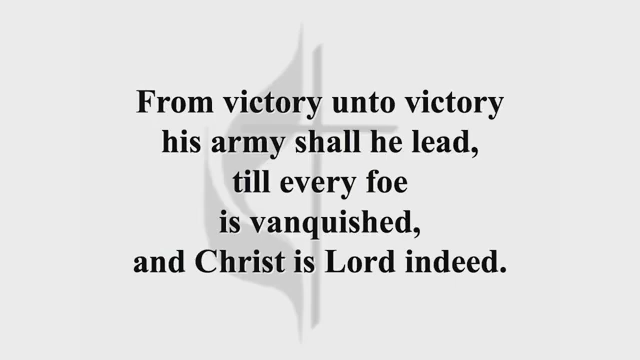 From victory unto victory
his army shall he lead,
till every foe
is vanquished,
and Christ is Lord indeed.